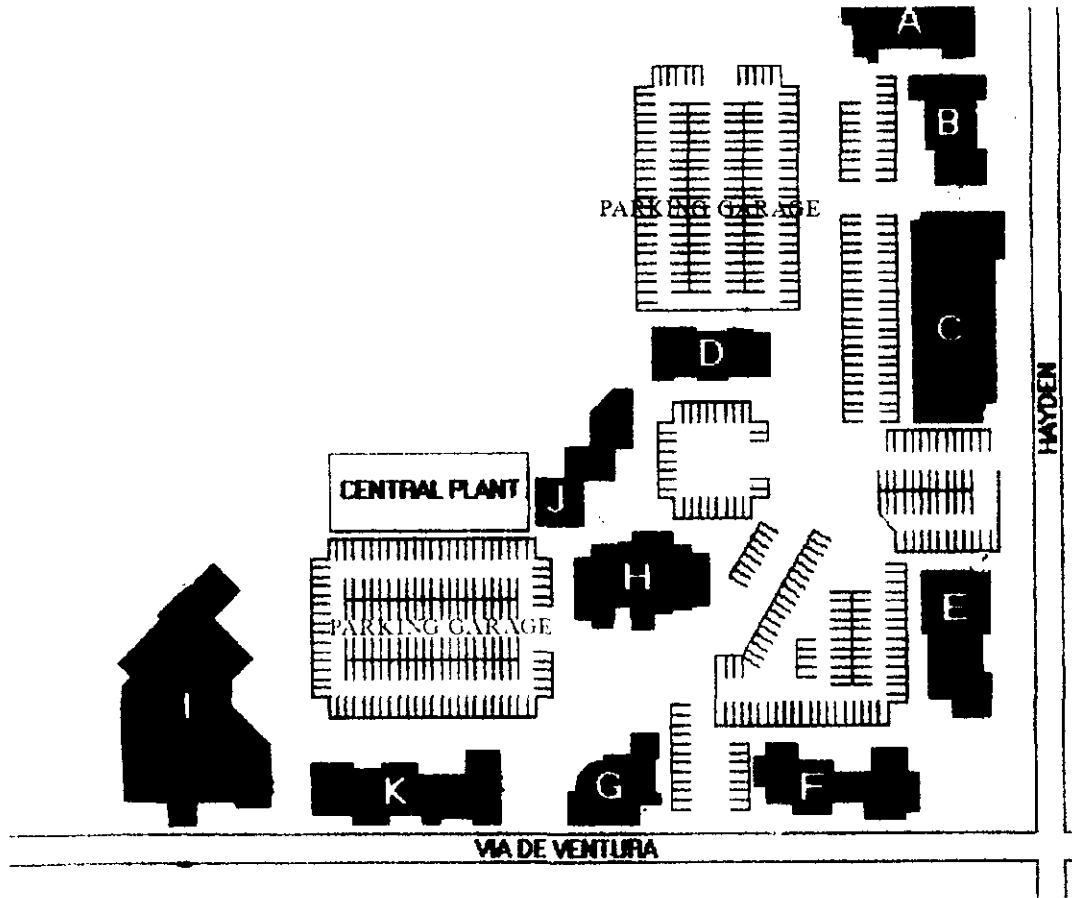 A
B
PARKING GARAGE
C
D
HAYDEN
CENTRAL PLANT
J
H
E
PARKING GARAGE
I
K
G
F
VIA DE VENTURA